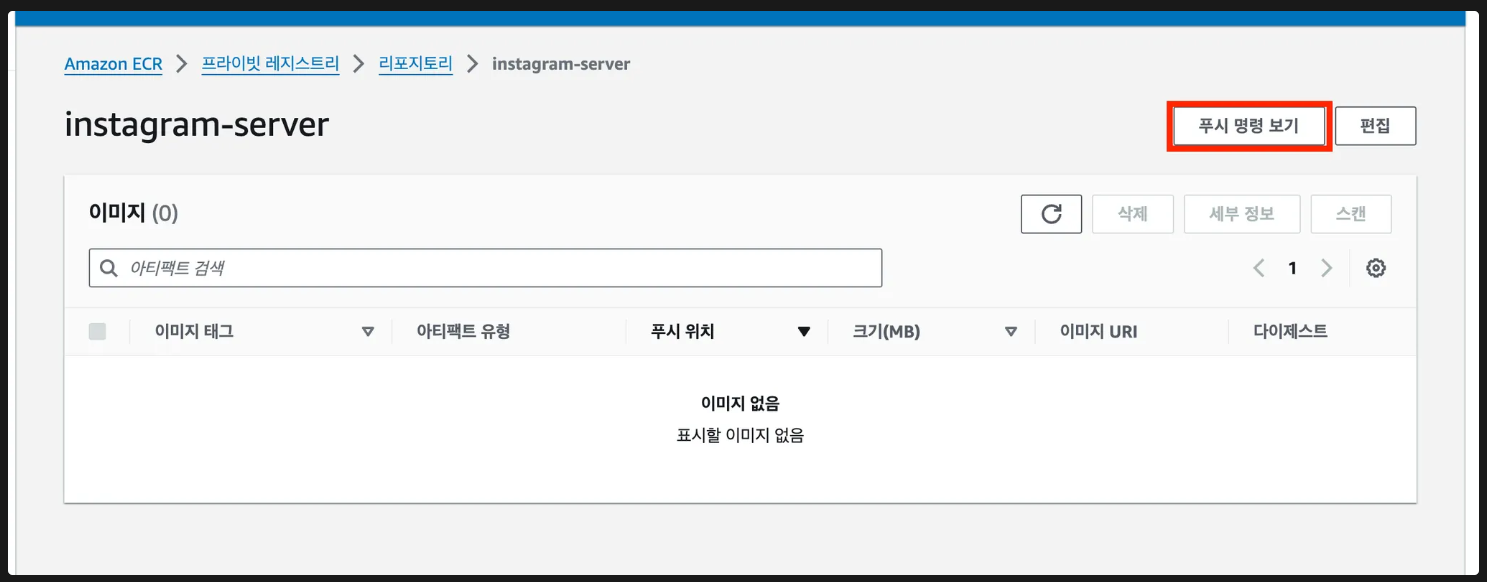 Amazon ECR > 프라이빗 레지스트리 > 리포지토리 > instagram-server
instagram-server
푸시 명령 보기 편집
이미지 (0)
삭제 세부 정보 스캔
아티팩트 검색
1
이미지 태그 아티팩트 유형 푸시 위치 크기(MB) 이미지 URI 다이제스트
이미지 없음
표시할 이미지 없음